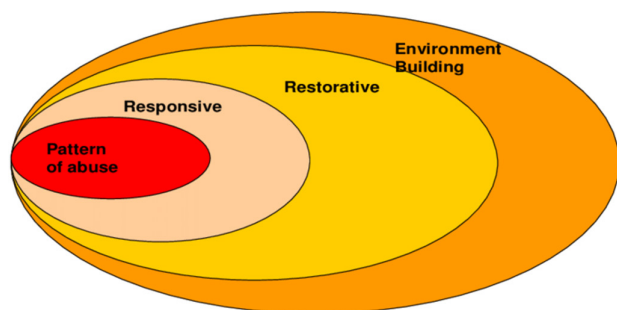 Environment
Building
Restorative
Responsive
Pattern
of abuse